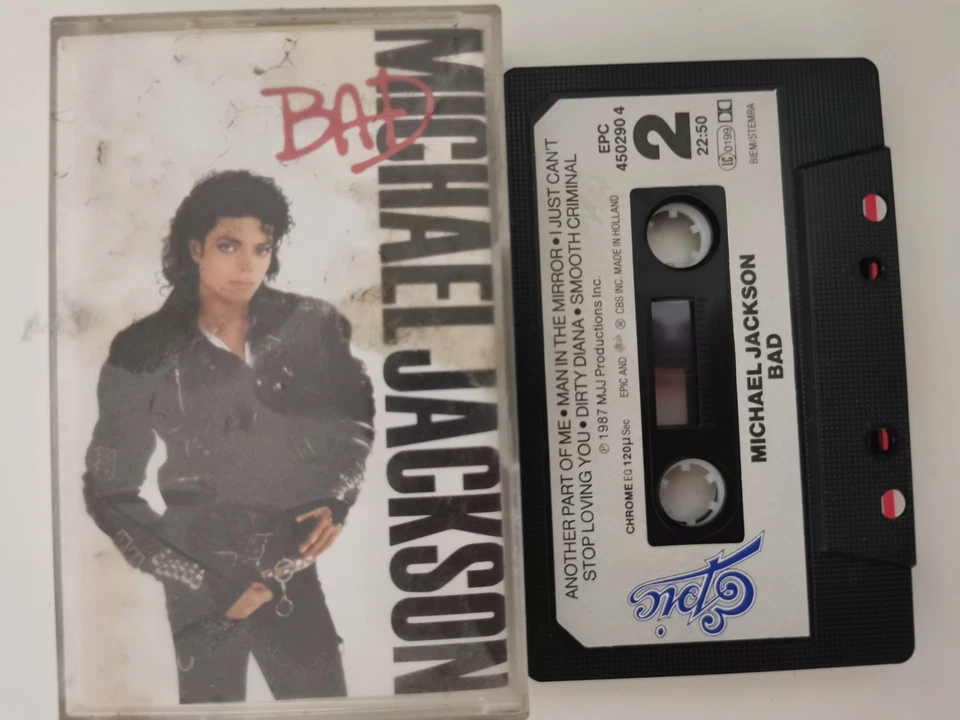 BAD
MICHAEL JACKSON
EPC
450290 4
2
22:50
LC 0199
BIEM/STEMRA
ANOTHER PART OF ME • MAN IN THE MIRROR • I JUST CAN'T
STOP LOVING YOU • DIRTY DIANA • SMOOTH CRIMINAL
℗ 1987 MJJ Productions Inc.
CHROME EQ 120µ Sec
EPIC AND ® CBS INC. MADE IN HOLLAND
Epic
MICHAEL JACKSON
BAD